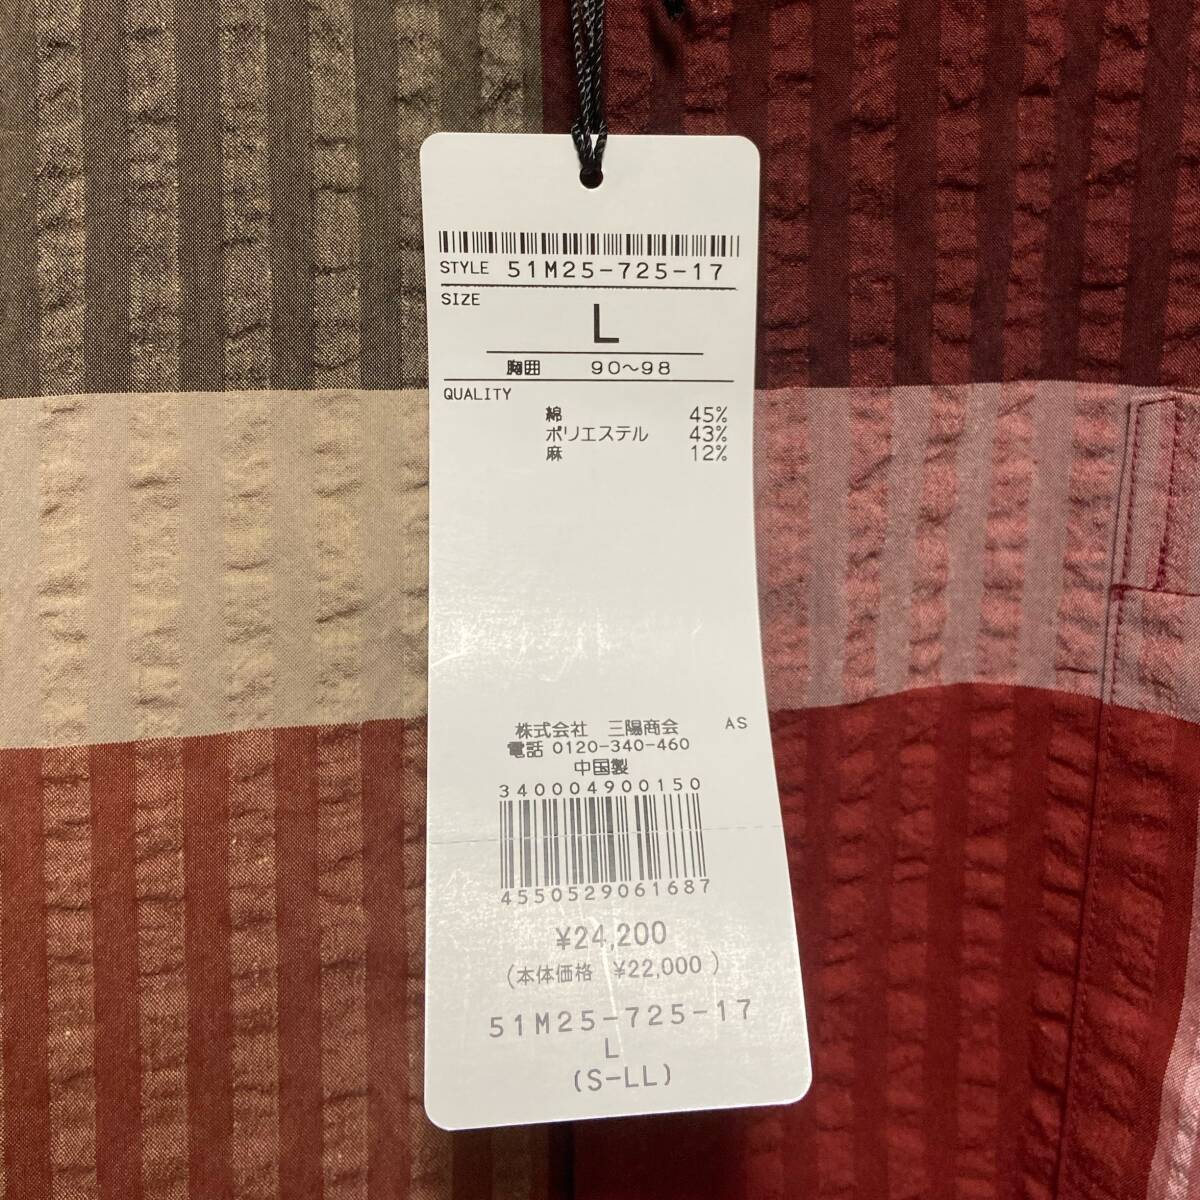 STYLE 51M25-725-17
SIZE
L
胸囲 90～98
QUALITY
綿 45%
ポリエステル 43%
麻 12%
株式会社 三陽商会 AS
電話 0120-340-460
中国製
340004900150
4550529061687
¥24,200
(本体価格 ¥22,000)
51M25-725-17
L
(S-LL)